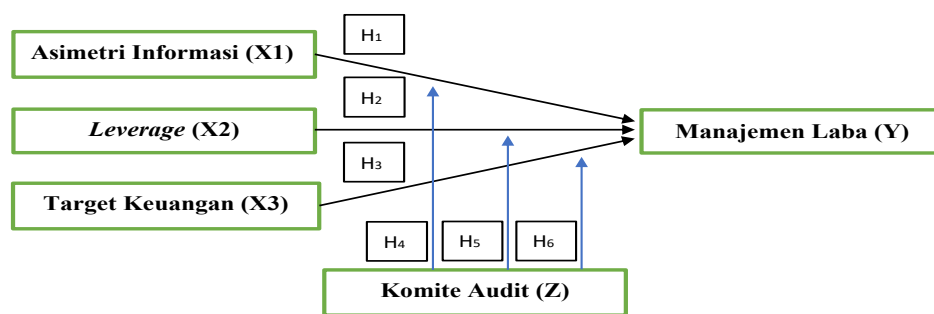 H₁
Asimetri Informasi (X1)
H₂
Leverage (X2)
Manajemen Laba (Y)
H₃
Target Keuangan (X3)
H₄
H₅
H₆
Komite Audit (Z)